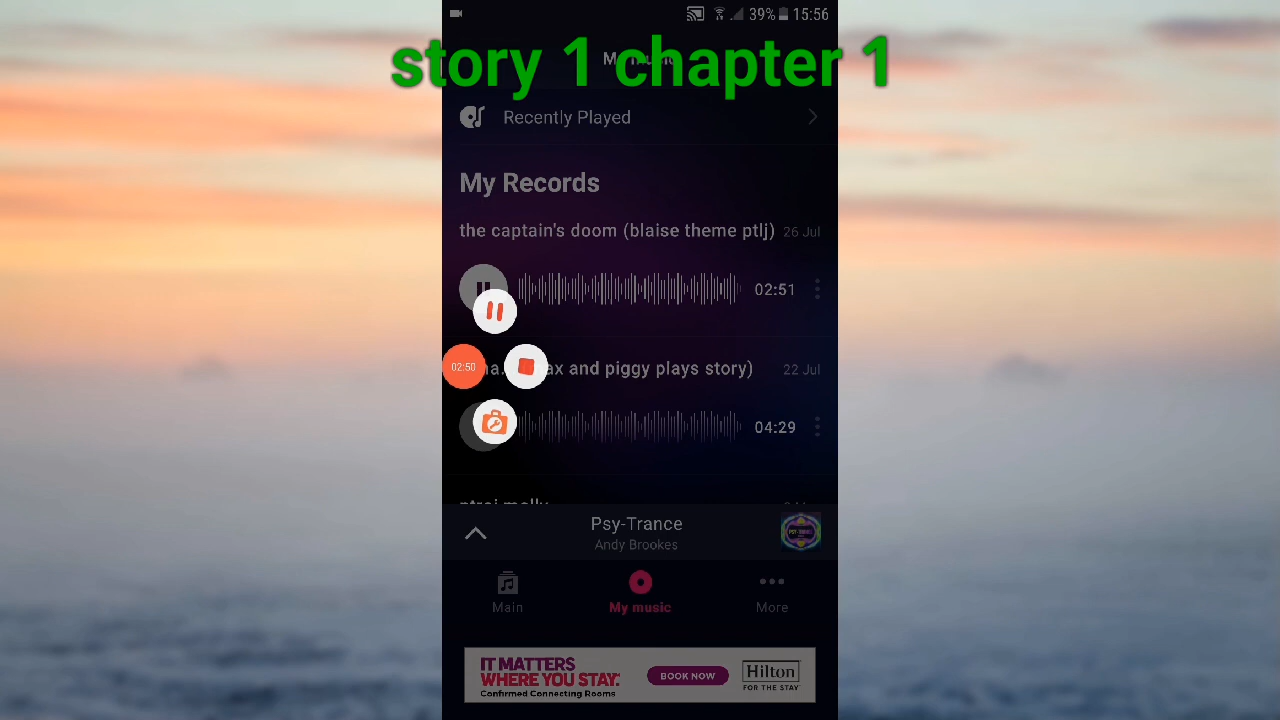 39% 15:56
story 1 chapter 1
Recently Played
My Records
the captain's doom (blaise theme ptlj) 26 Jul
02:51
02:50
and piggy plays story) 22 Jul
04:29
Psy-Trance
Andy Brookes
Main My music More
IT MATTERS
WHERE YOU STAY.
Confirmed Connecting Rooms
BOOK NOW
Hilton
FOR THE STAY